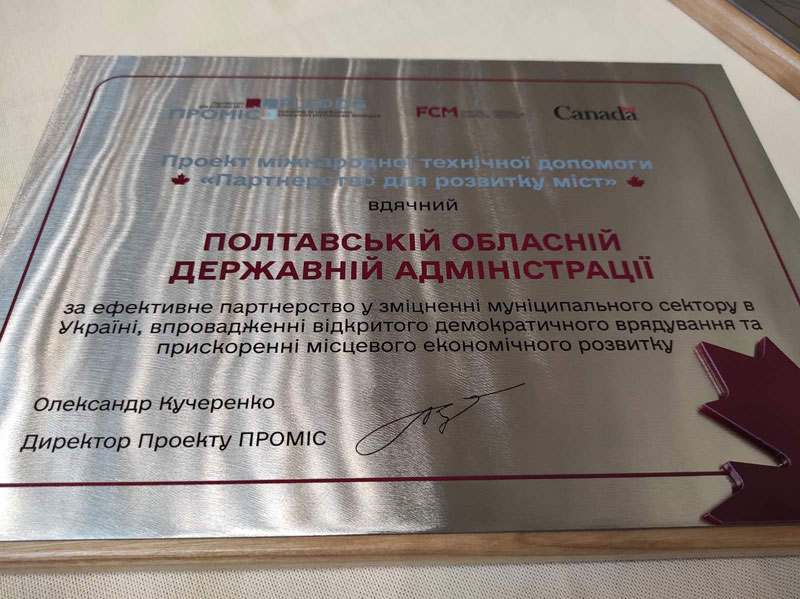 ПРОМІС
FCM
Canada
Проект міжнародної технічної допомоги
«Партнерство для розвитку міст»
вдячний
ПОЛТАВСЬКІЙ ОБЛАСНІЙ
ДЕРЖАВНІЙ АДМІНІСТРАЦІЇ
за ефективне партнерство у зміцненні муніципального сектору в
Україні, впровадженні відкритого демократичного врядування та
прискоренні місцевого економічного розвитку
Олександр Кучеренко
Директор Проекту ПРОМІС